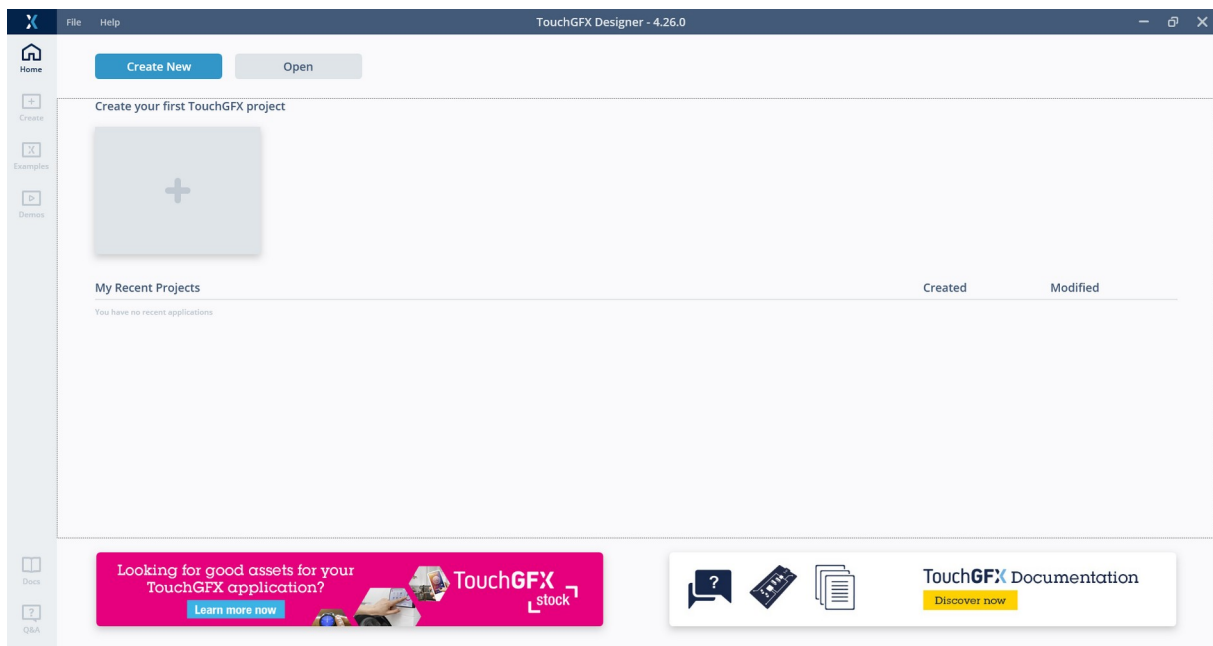 File Help TouchGFX Designer - 4.26.0
Home
Create
Examples
Demos
Docs
Q&A
Create New Open
Create your first TouchGFX project
My Recent Projects Created Modified
You have no recent applications
Looking for good assets for your
TouchGFX application?
Learn more now
TouchGFX
stock
?
TouchGFX Documentation
Discover now